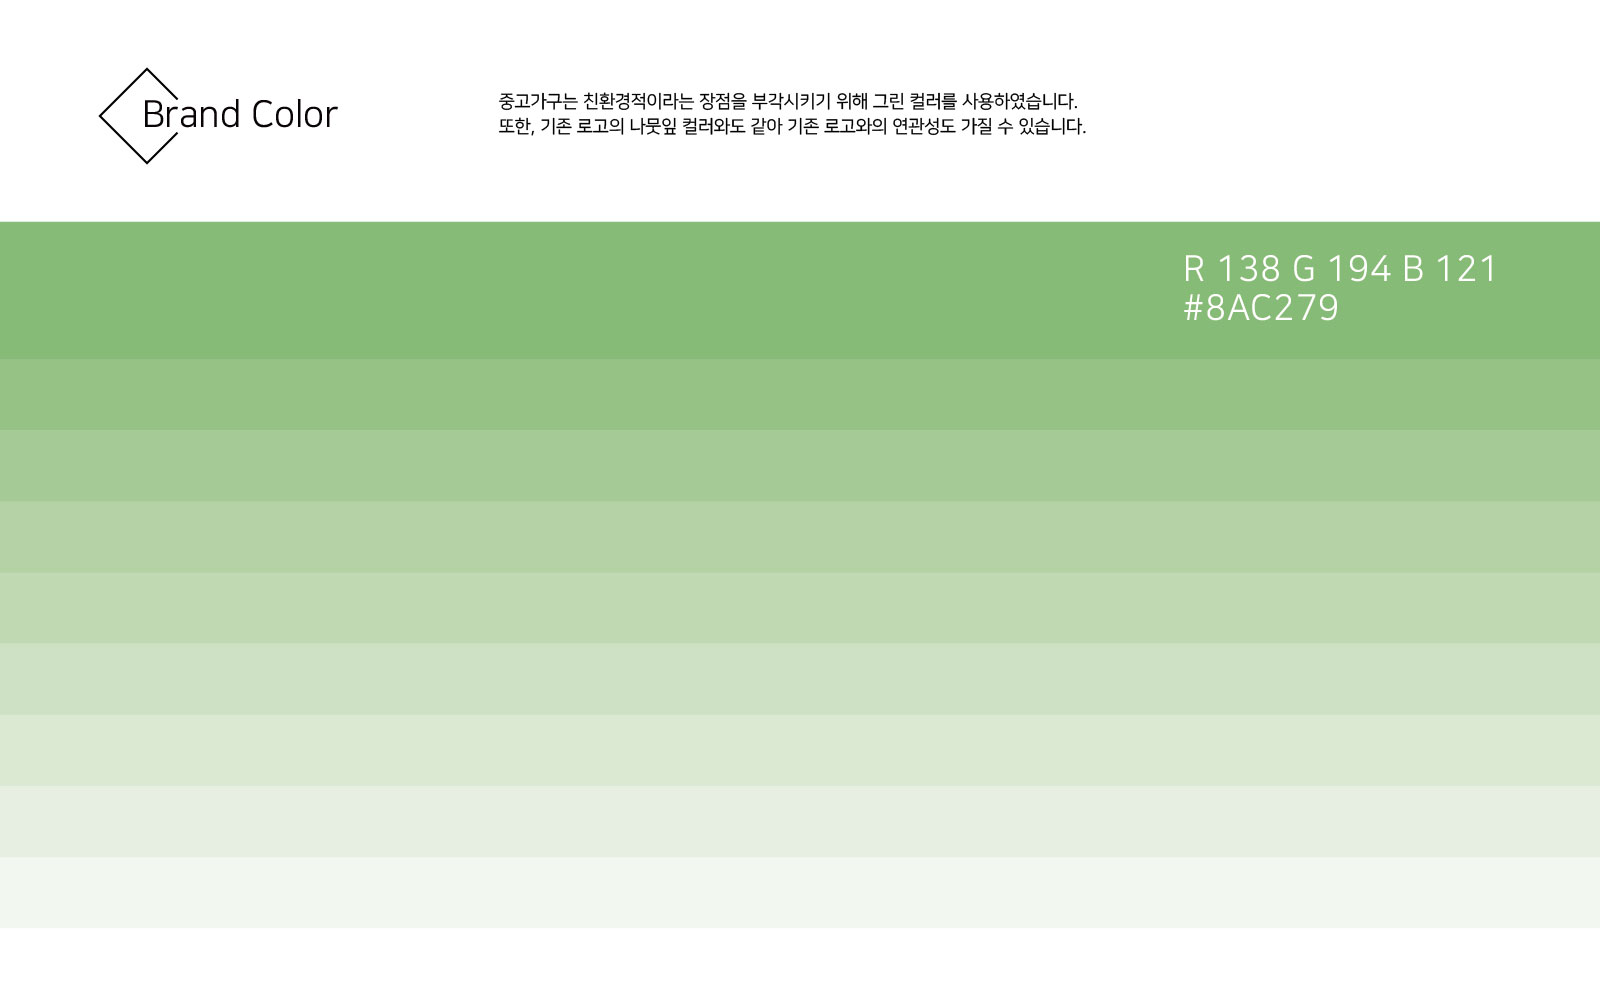 Brand Color
중고가구는 친환경적이라는 장점을 부각시키기 위해 그린 컬러를 사용하였습니다.
또한, 기존 로고의 나뭇잎 컬러와도 같아 기존 로고와의 연관성도 가질 수 있습니다.
R 138 G 194 B 121
#8AC279